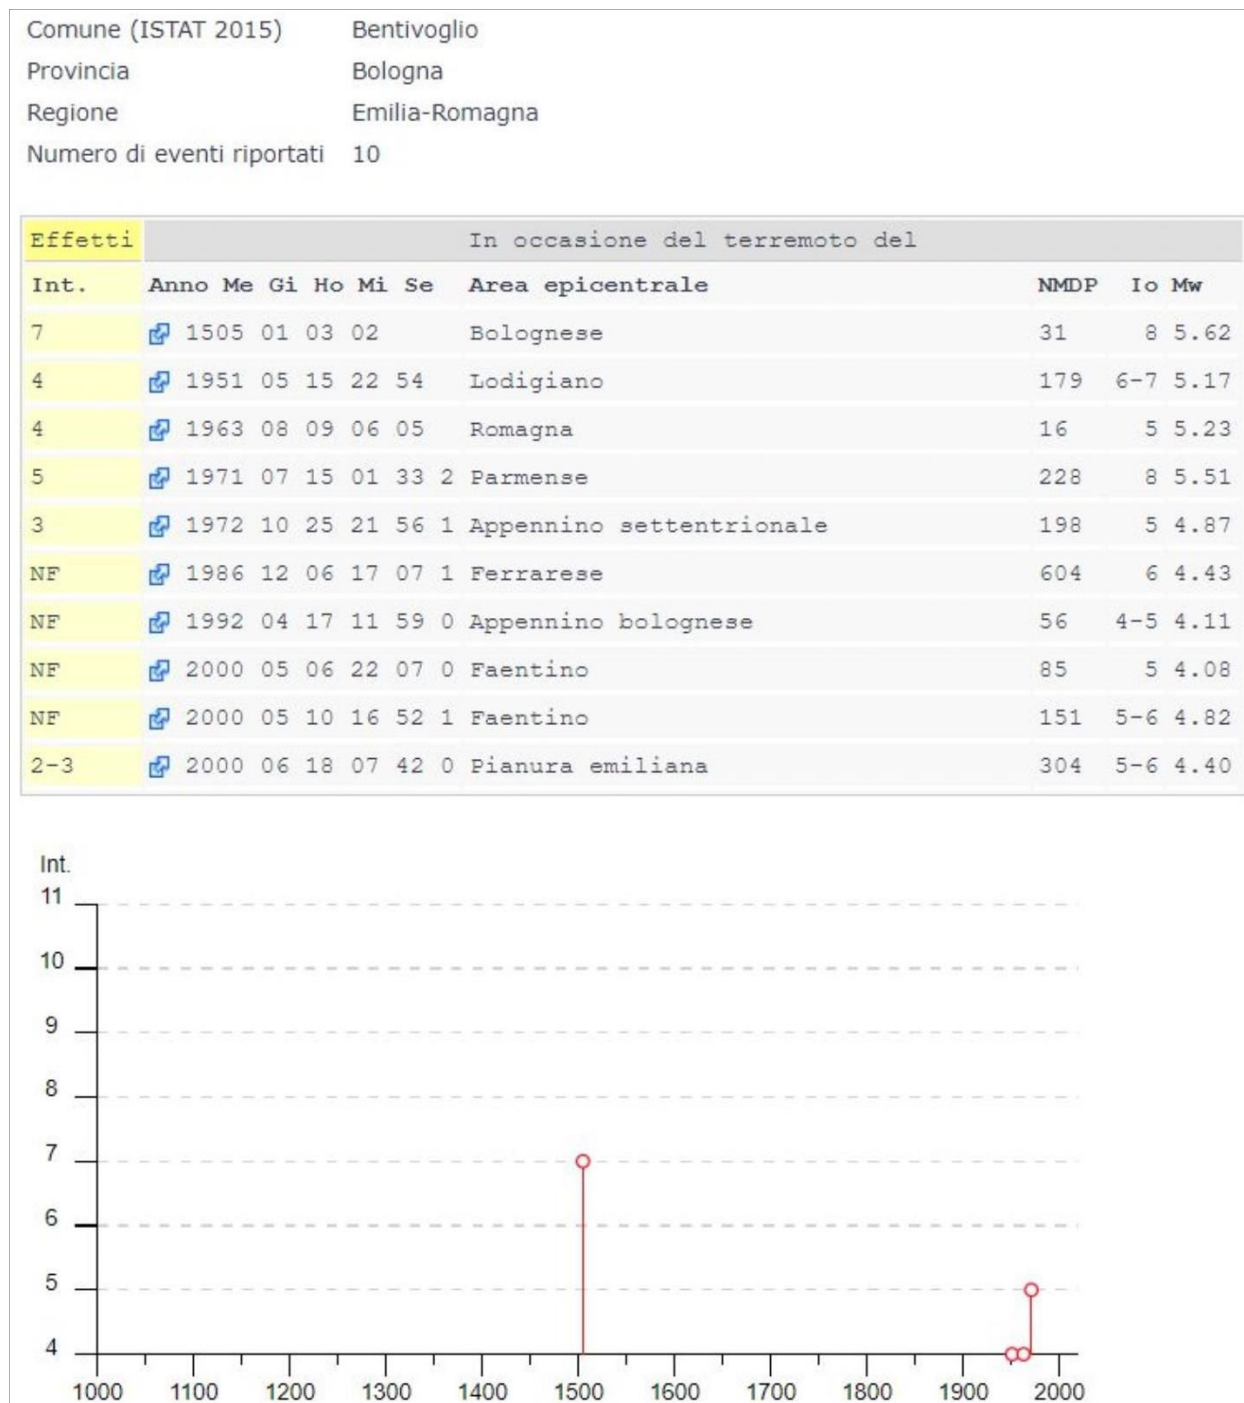 Comune (ISTAT 2015) Bentivoglio
Provincia Bologna
Regione Emilia-Romagna
Numero di eventi riportati 10
Effetti In occasione del terremoto del
Int. Anno Me Gi Ho Mi Se Area epicentrale NMDP Io Mw
7 1505 01 03 02 Bolognese 31 8 5.62
4 1951 05 15 22 54 Lodigiano 179 6-7 5.17
4 1963 08 09 06 05 Romagna 16 5 5.23
5 1971 07 15 01 33 2 Parmense 228 8 5.51
3 1972 10 25 21 56 1 Appennino settentrionale 198 5 4.87
NF 1986 12 06 17 07 1 Ferrarese 604 6 4.43
NF 1992 04 17 11 59 0 Appennino bolognese 56 4-5 4.11
NF 2000 05 06 22 07 0 Faentino 85 5 4.08
NF 2000 05 10 16 52 1 Faentino 151 5-6 4.82
2-3 2000 06 18 07 42 0 Pianura emiliana 304 5-6 4.40
Int.
11
10
9
8
7
6
5
4
1000 1100 1200 1300 1400 1500 1600 1700 1800 1900 2000